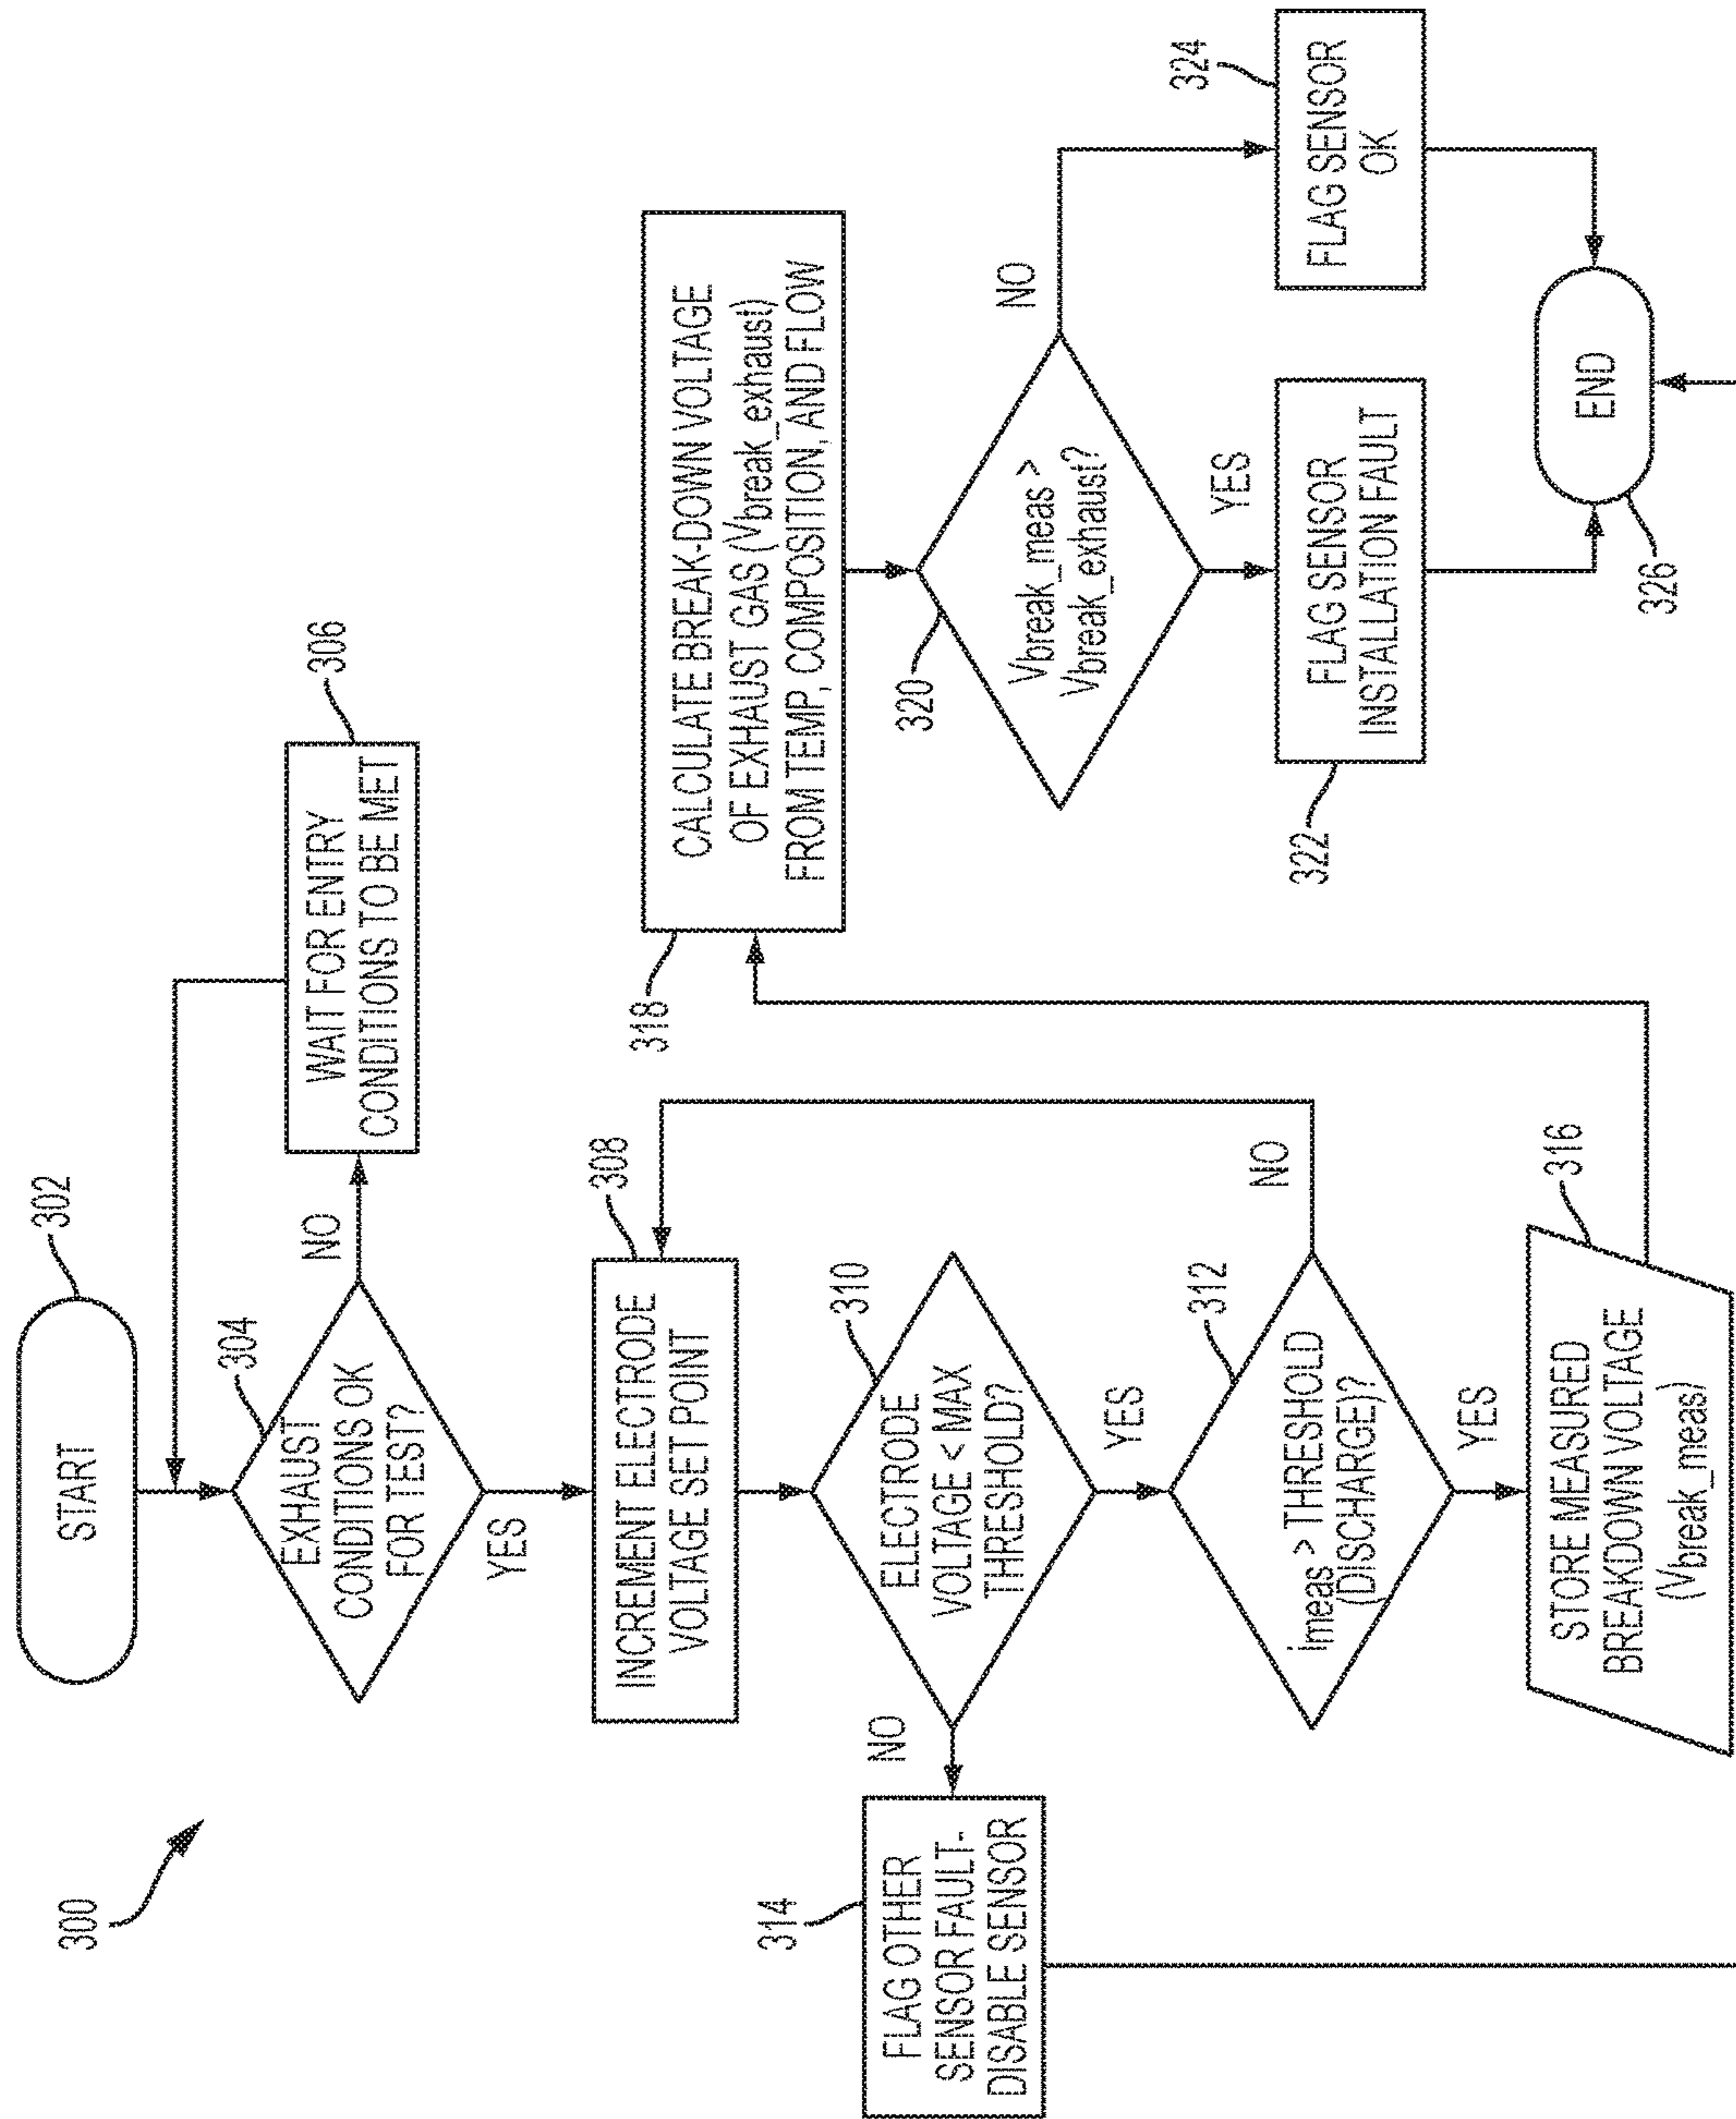 300
START
302
EXHAUST
CONDITIONS OK
FOR TEST?
304
NO
WAIT FOR ENTRY
CONDITIONS TO BE MET
306
YES
INCREMENT ELECTRODE
VOLTAGE SET POINT
308
ELECTRODE
VOLTAGE < MAX
THRESHOLD?
310
NO
FLAG OTHER
SENSOR FAULT-
DISABLE SENSOR
314
YES
imeas > THRESHOLD
(DISCHARGE)?
312
NO
YES
STORE MEASURED
BREAKDOWN VOLTAGE
(Vbreak_meas)
316
CALCULATE BREAK-DOWN VOLTAGE
OF EXHAUST GAS (Vbreak_exhaust)
FROM TEMP, COMPOSITION, AND FLOW
318
Vbreak_meas >
Vbreak_exhaust?
320
NO
YES
FLAG SENSOR
INSTALLATION FAULT
322
FLAG SENSOR
OK
324
END
326